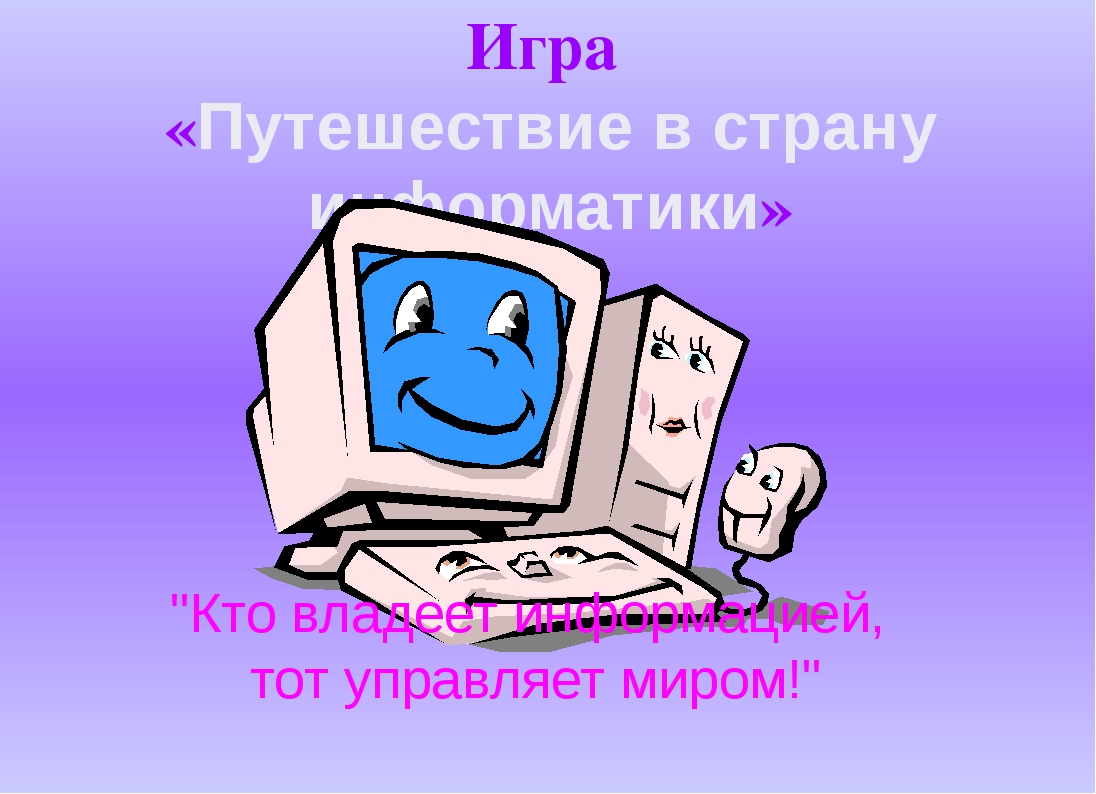 Игра
«Путешествие в страну
информатики»
"Кто владеет информацией,
тот управляет миром!"